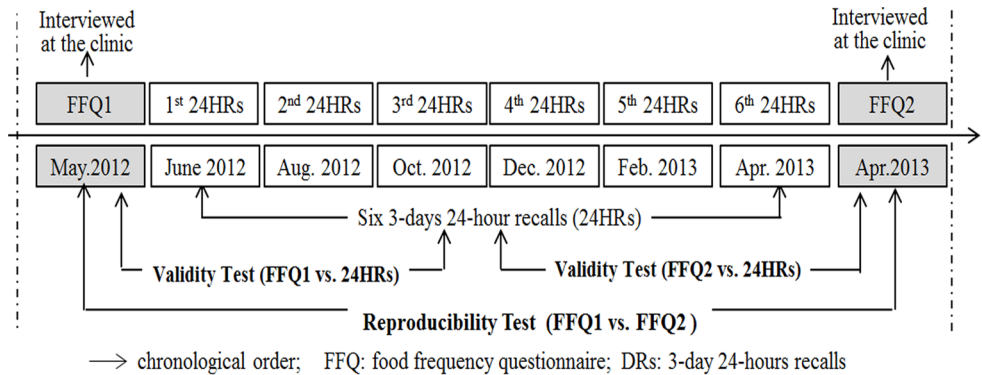 Interviewed
at the clinic
Interviewed
at the clinic
FFQ1
1st 24HRs
2nd 24HRs
3rd 24HRs
4th 24HRs
5th 24HRs
6th 24HRs
FFQ2
May.2012
June 2012
Aug. 2012
Oct. 2012
Dec. 2012
Feb. 2013
Apr. 2013
Apr.2013
Six 3-days 24-hour recalls (24HRs)
Validity Test (FFQ1 vs. 24HRs)
Validity Test (FFQ2 vs. 24HRs)
Reproducibility Test (FFQ1 vs. FFQ2 )
chronological order; FFQ: food frequency questionnaire; DRs: 3-day 24-hours recalls